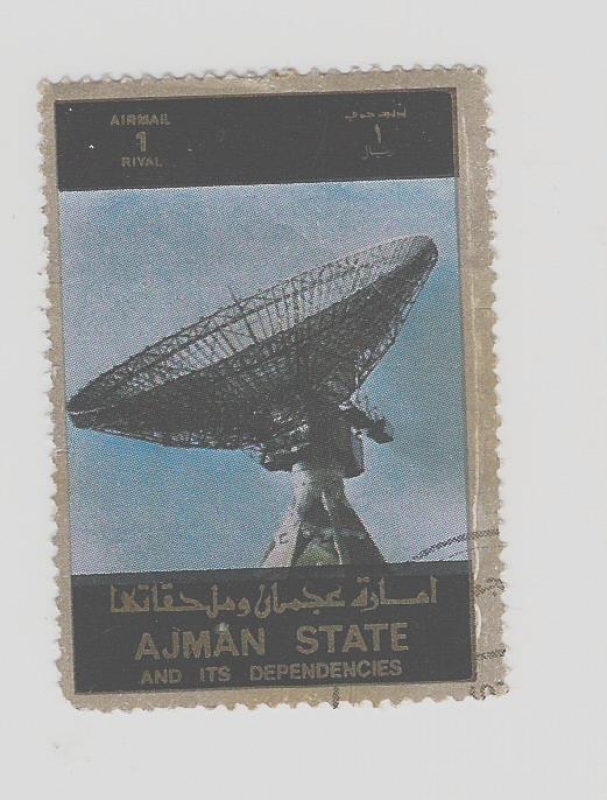 AIRMAIL
بريد جوي
1
١
RIYAL
ريال
امارة عجمان وملحقاتها
AJMAN STATE
AND ITS DEPENDENCIES